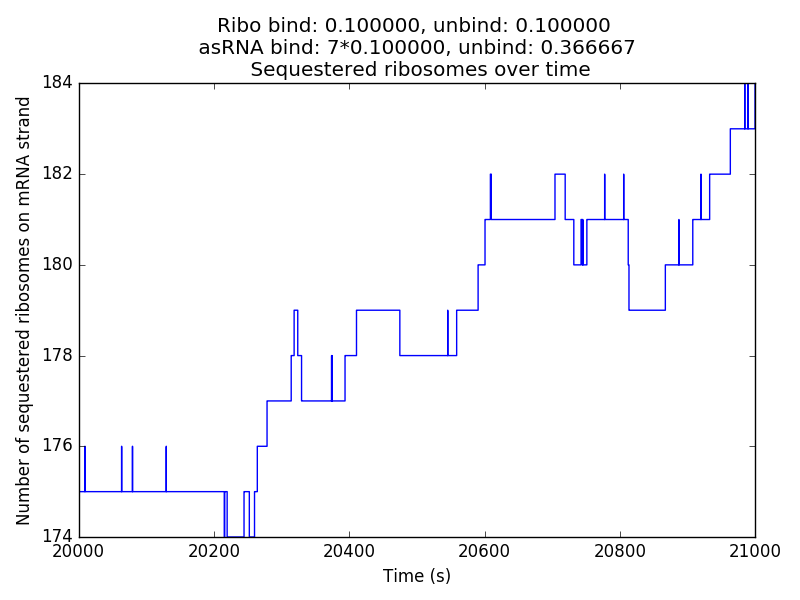 Ribo bind: 0.100000, unbind: 0.100000
asRNA bind: 7*0.100000, unbind: 0.366667
Sequestered ribosomes over time
Number of sequestered ribosomes on mRNA strand
184
182
180
178
176
174
20000 20200 20400 20600 20800 21000
Time (s)